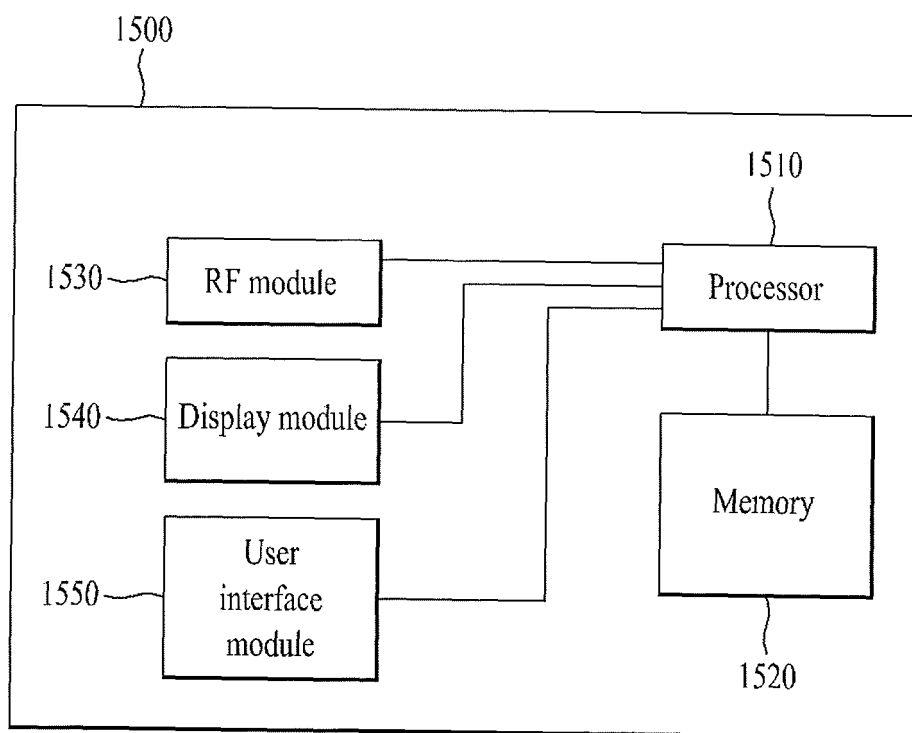 1500
1510
1530
RF module
Processor
1540
Display module
Memory
1550
User
interface
module
1520